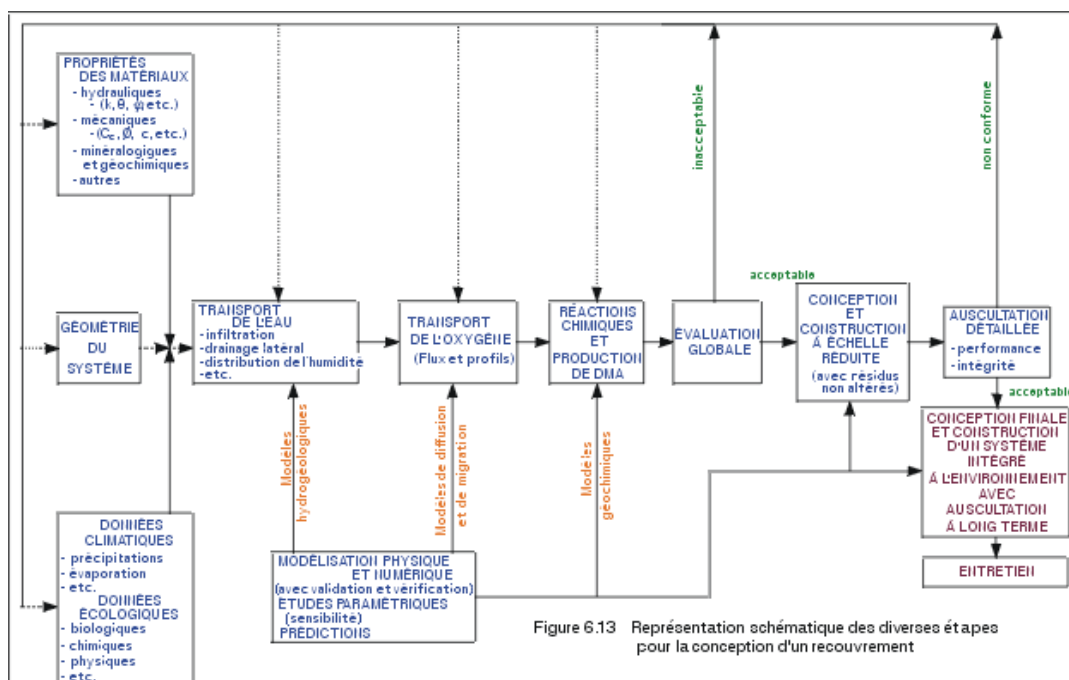 PROPRIÉTÉS
DES MATÉRIAUX
- hydrauliques
- (k, θ, ψ, etc.)
- mécaniques
- (Cc, Ø, c, etc.)
- minéralogiques
et géochimiques
- autres
GÉOMÉTRIE
DU
SYSTÈME
DONNÉES
CLIMATIQUES
- précipitations
- évaporation
- etc.
DONNÉES
ÉCOLOGIQUES
- biologiques
- chimiques
- physiques
- etc.
TRANSPORT
DE L'EAU
- infiltration
- drainage latéral
- distribution de l'humidité
- etc.
Modèles
hydrogéologiques
MODÉLISATION PHYSIQUE
ET NUMÉRIQUE
(avec validation et vérification)
ÉTUDES PARAMÉTRIQUES
(sensibilité)
PRÉDICTIONS
TRANSPORT
DE L'OXYGÈNE
(Flux et profils)
Modèles de diffusion
et de migration
RÉACTIONS
CHIMIQUES
ET
PRODUCTION
DE DMA
Modèles
géochimiques
ÉVALUATION
GLOBALE
inacceptable
acceptable
CONCEPTION
ET
CONSTRUCTION
À ÉCHELLE
RÉDUITE
(avec résidus
non altérés)
non conforme
AUSCULTATION
DÉTAILLÉE
- performance
- intégrité
acceptable
CONCEPTION FINALE
ET CONSTRUCTION
D'UN SYSTÈME
INTÉGRÉ
À L'ENVIRONNEMENT
AVEC
AUSCULTATION
À LONG TERME
ENTRETIEN
Figure 6.13 Représentation schématique des diverses étapes
pour la conception d'un recouvrement